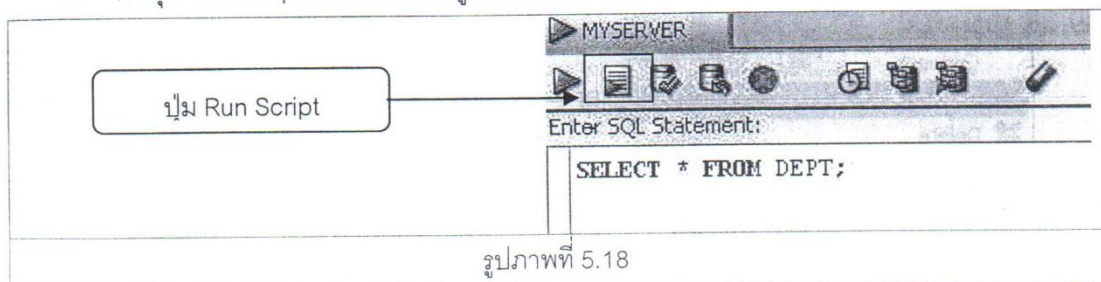 MYSERVER
ปุ่ม Run Script
Enter SQL Statement:
SELECT * FROM DEPT;
รูปภาพที่ 5.18